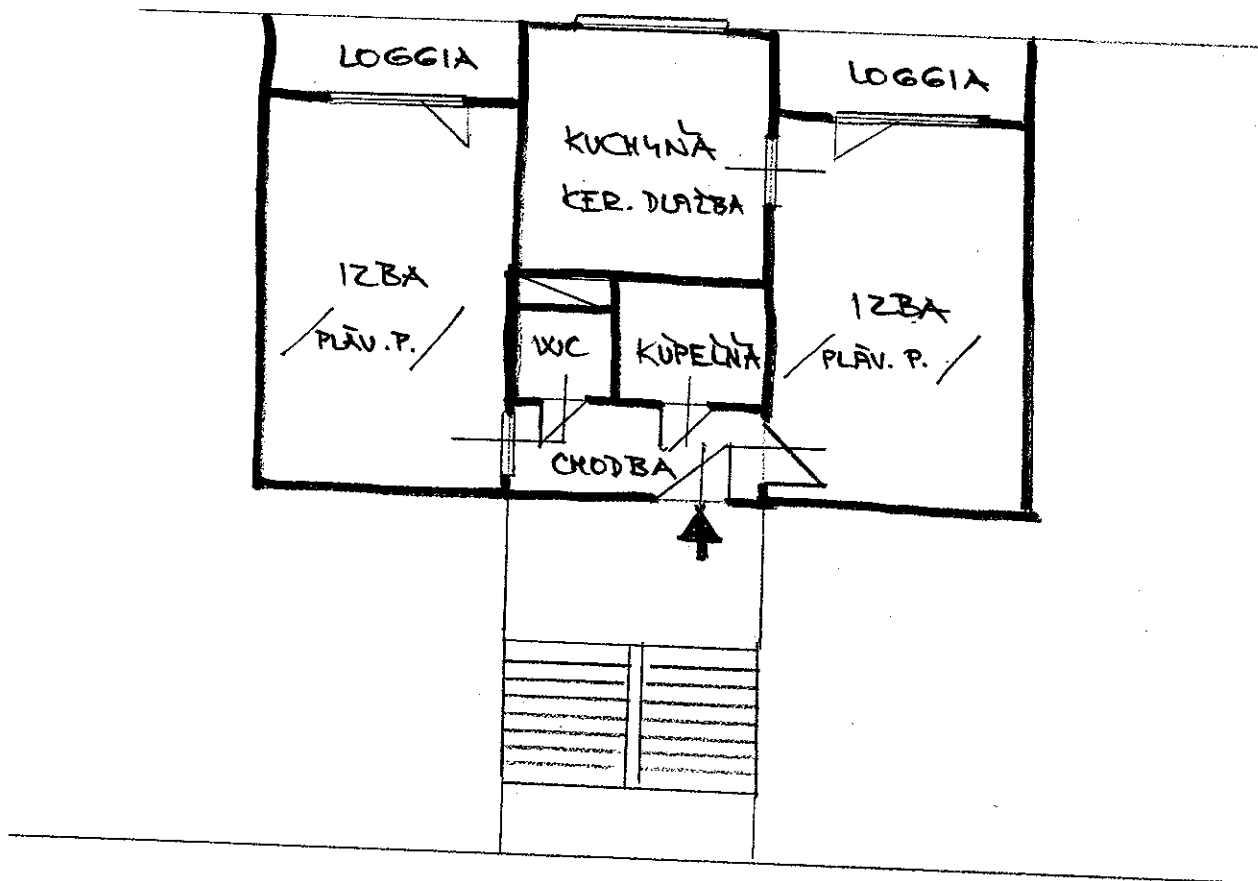 LOGGIA
LOGGIA
KUCHYŇA
KER. DLAŽBA
IZBA
PLÁV. P.
IZBA
PLÁV. P.
WC
KÚPEĽŇA
CHODBA